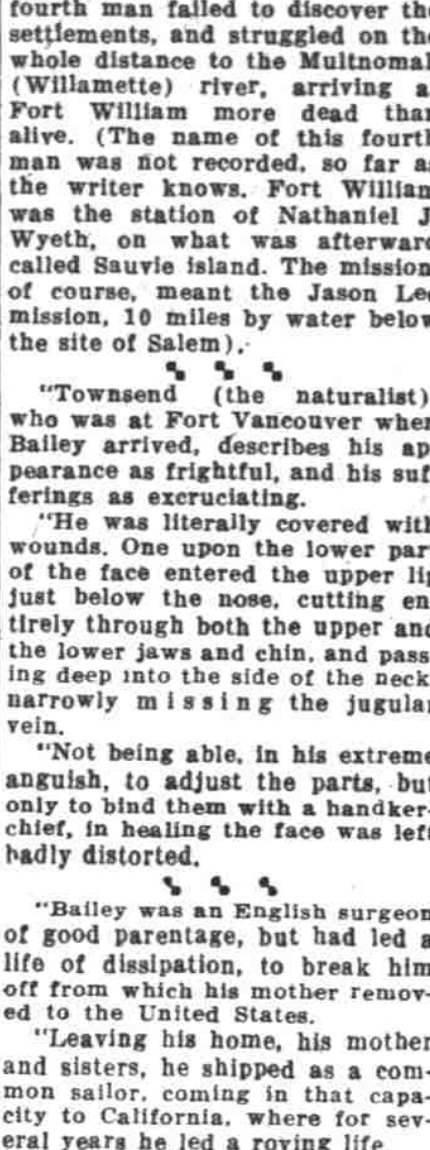 fourth man failed to discover the
settlements, and struggled on the
whole distance to the Multnomah
(Willamette) river, arriving a
Fort William more dead than
alive. (The name of this fourth
man was not recorded, so far as
the writer knows. Fort William
was the station of Nathaniel J
Wyeth, on what was afterward
called Sauvie island. The mission
of course, meant the Jason Lee
mission, 10 miles by water below
the site of Salem).
"Townsend (the naturalist)
who was at Fort Vancouver when
Bailey arrived, describes his ap
pearance as frightful, and his suf
ferings as excruciating.
"He was literally covered with
wounds. One upon the lower part
of the face entered the upper lip
just below the nose, cutting en
tirely through both the upper and
the lower jaws and chin, and pass
ing deep into the side of the neck
narrowly missing the jugular
vein.
"Not being able, in his extreme
anguish, to adjust the parts, but
only to bind them with a handker-
chief, in healing the face was left
badly distorted.
"Bailey was an English surgeon
of good parentage, but had led a
life of dissipation, to break him
off from which his mother remov-
ed to the United States.
"Leaving his home, his mother
and sisters, he shipped as a com-
mon sailor, coming in that capa-
city to California, where for sev-
eral years he led a roving life